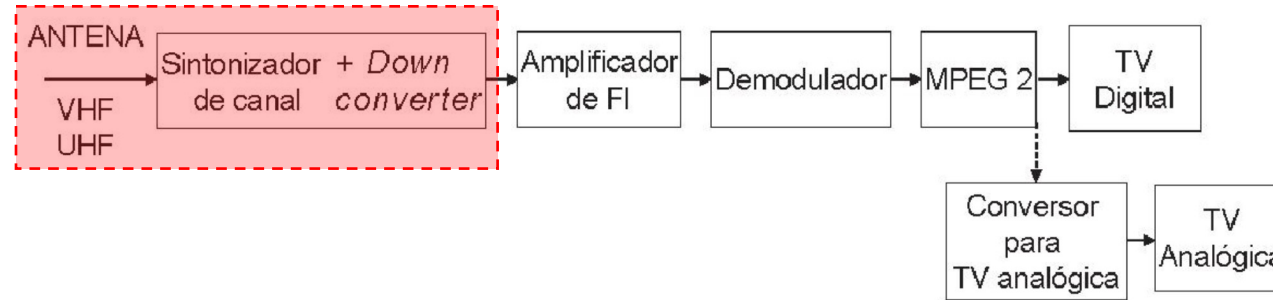 ANTENA
VHF
UHF
Sintonizador + Down
de canal converter
Amplificador
de FI
Demodulador
MPEG 2
TV
Digital
Conversor
para
TV analógica
TV
Analógica